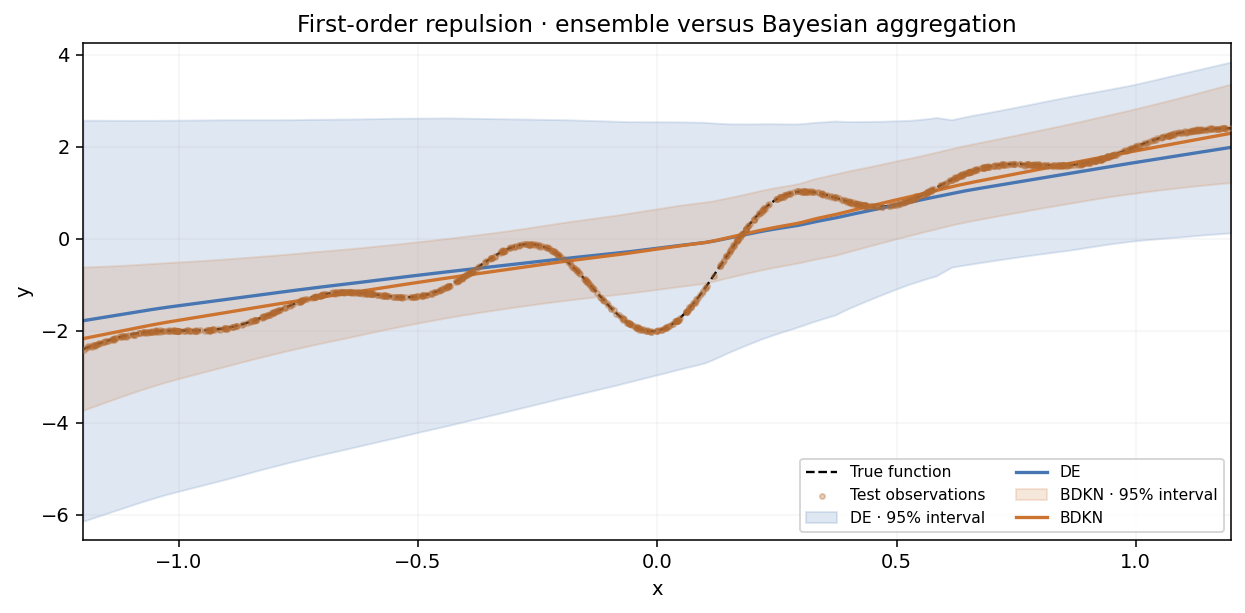 First-order repulsion · ensemble versus Bayesian aggregation
y
4
2
0
−2
−4
−6
True function
Test observations
DE · 95% interval
DE
BDKN · 95% interval
BDKN
−1.0
−0.5
0.0
0.5
1.0
x